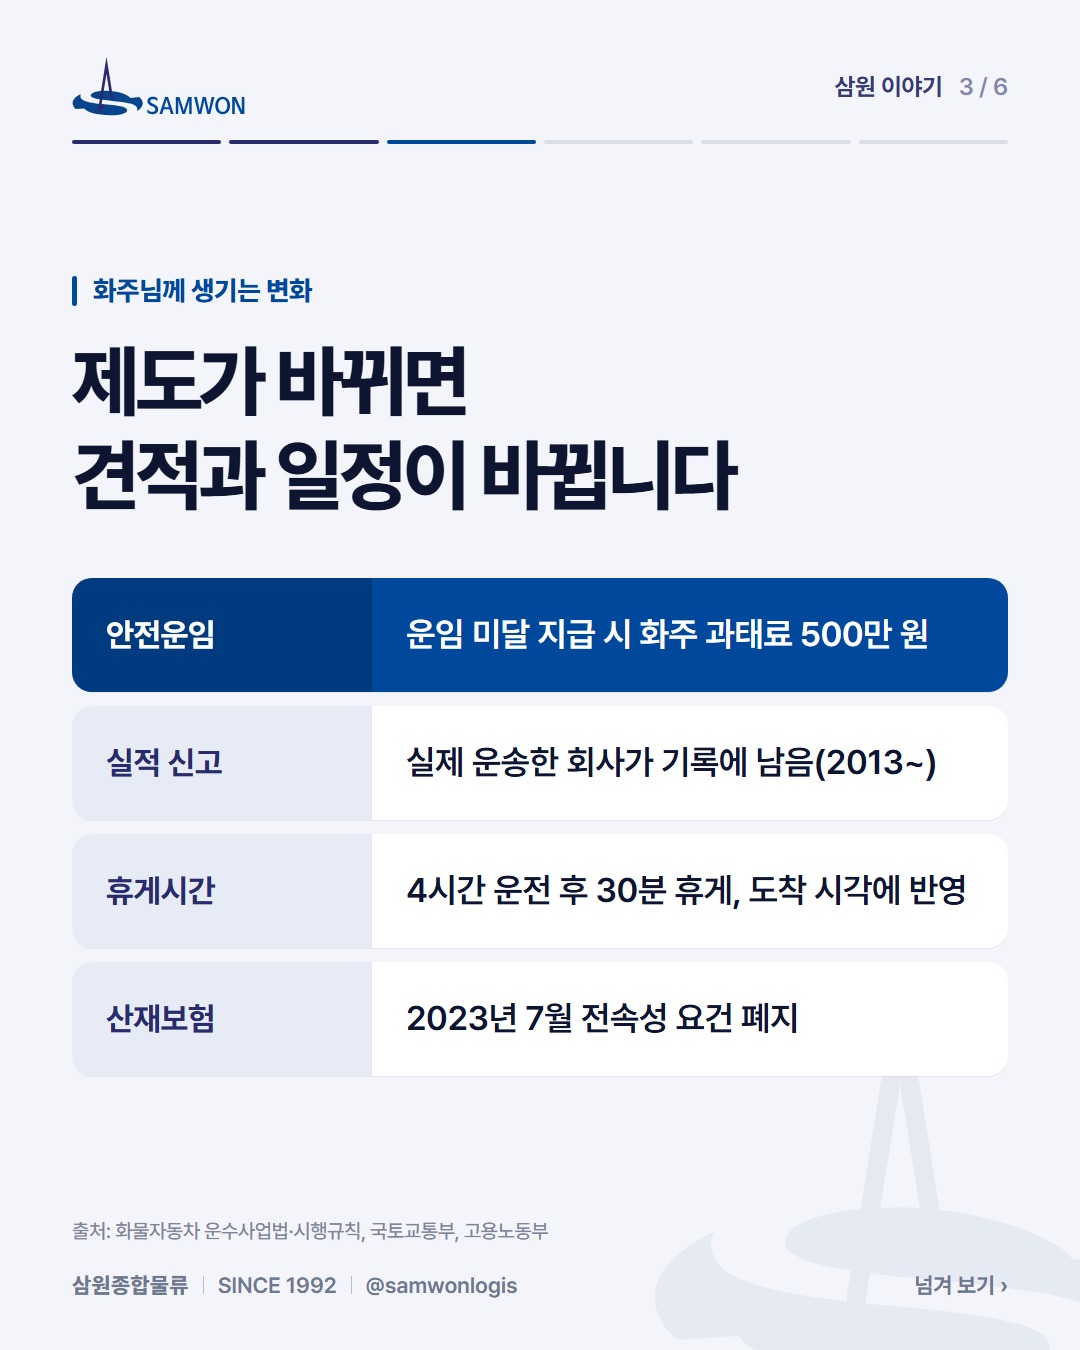 SAMWON
삼원 이야기 3 / 6
화주님께 생기는 변화
제도가 바뀌면
견적과 일정이 바뀝니다
안전운임 운임 미달 지급 시 화주 과태료 500만 원
실적 신고 실제 운송한 회사가 기록에 남음(2013~)
휴게시간 4시간 운전 후 30분 휴게, 도착 시각에 반영
산재보험 2023년 7월 전속성 요건 폐지
출처: 화물자동차 운수사업법·시행규칙, 국토교통부, 고용노동부
삼원종합물류 | SINCE 1992 | @samwonlogis 넘겨 보기 ›